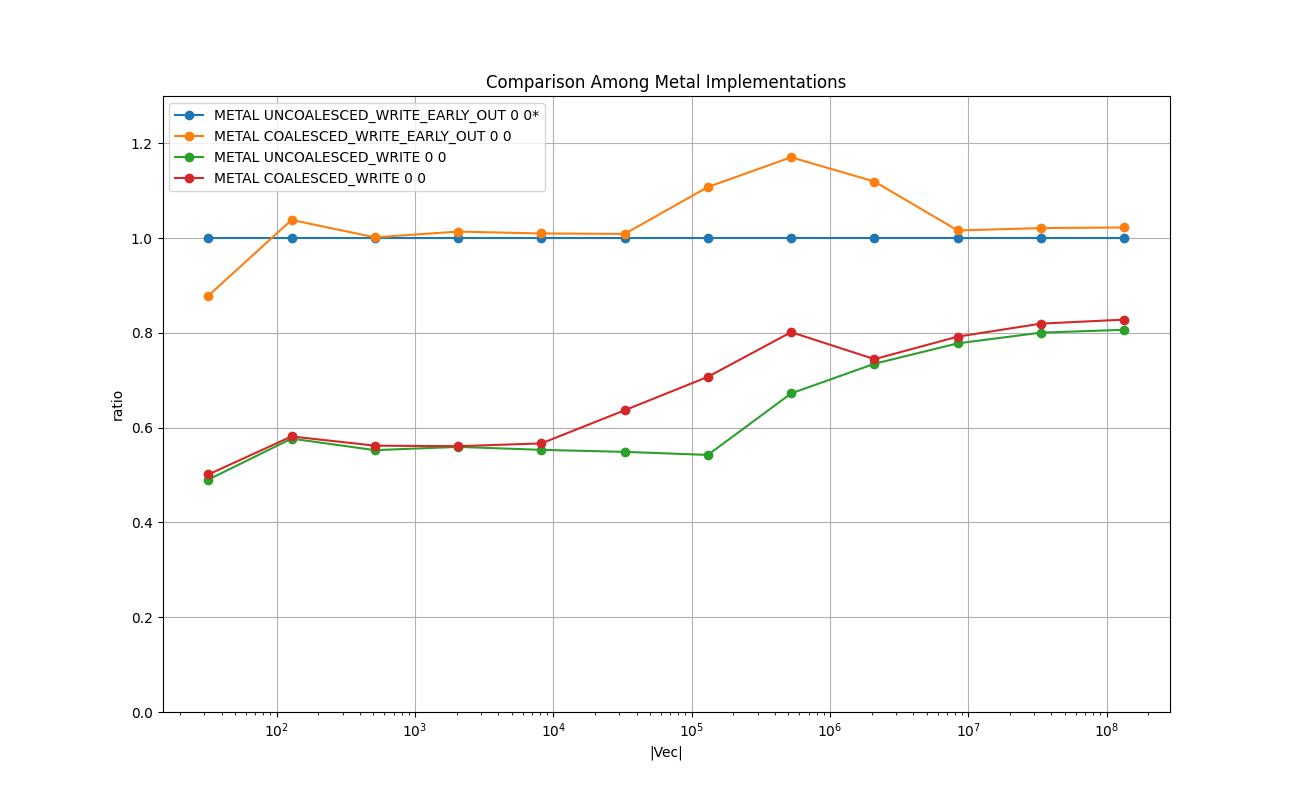 Comparison Among Metal Implementations
METAL UNCOALESCED_WRITE_EARLY_OUT 0 0*
METAL COALESCED_WRITE_EARLY_OUT 0 0
METAL UNCOALESCED_WRITE 0 0
METAL COALESCED_WRITE 0 0
1.2
1.0
0.8
0.6
0.4
0.2
0.0
ratio
10² 10³ 10⁴ 10⁵ 10⁶ 10⁷ 10⁸
|Vec|